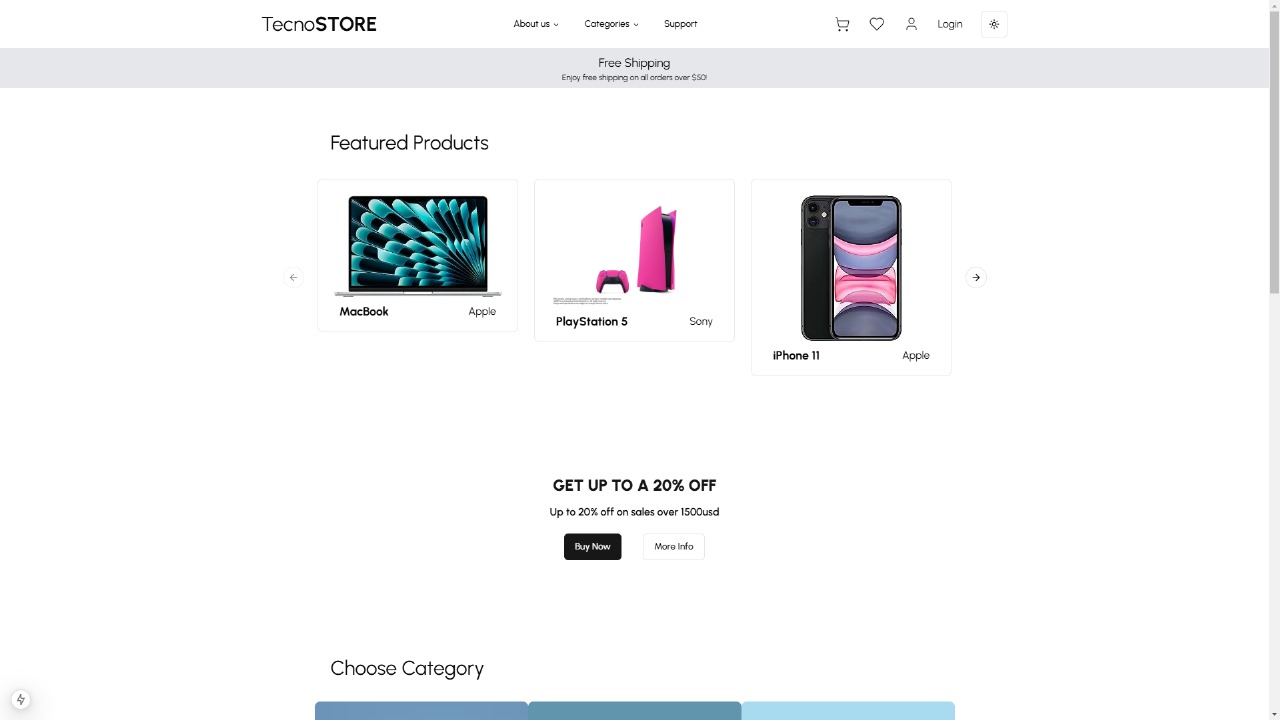 TecnoSTORE
About us
Categories
Support
Login
Free Shipping
Enjoy free shipping on all orders over $50!
Featured Products
MacBook Apple
PlayStation 5 Sony
iPhone 11 Apple
GET UP TO A 20% OFF
Up to 20% off on sales over 1500usd
Buy Now
More Info
Choose Category